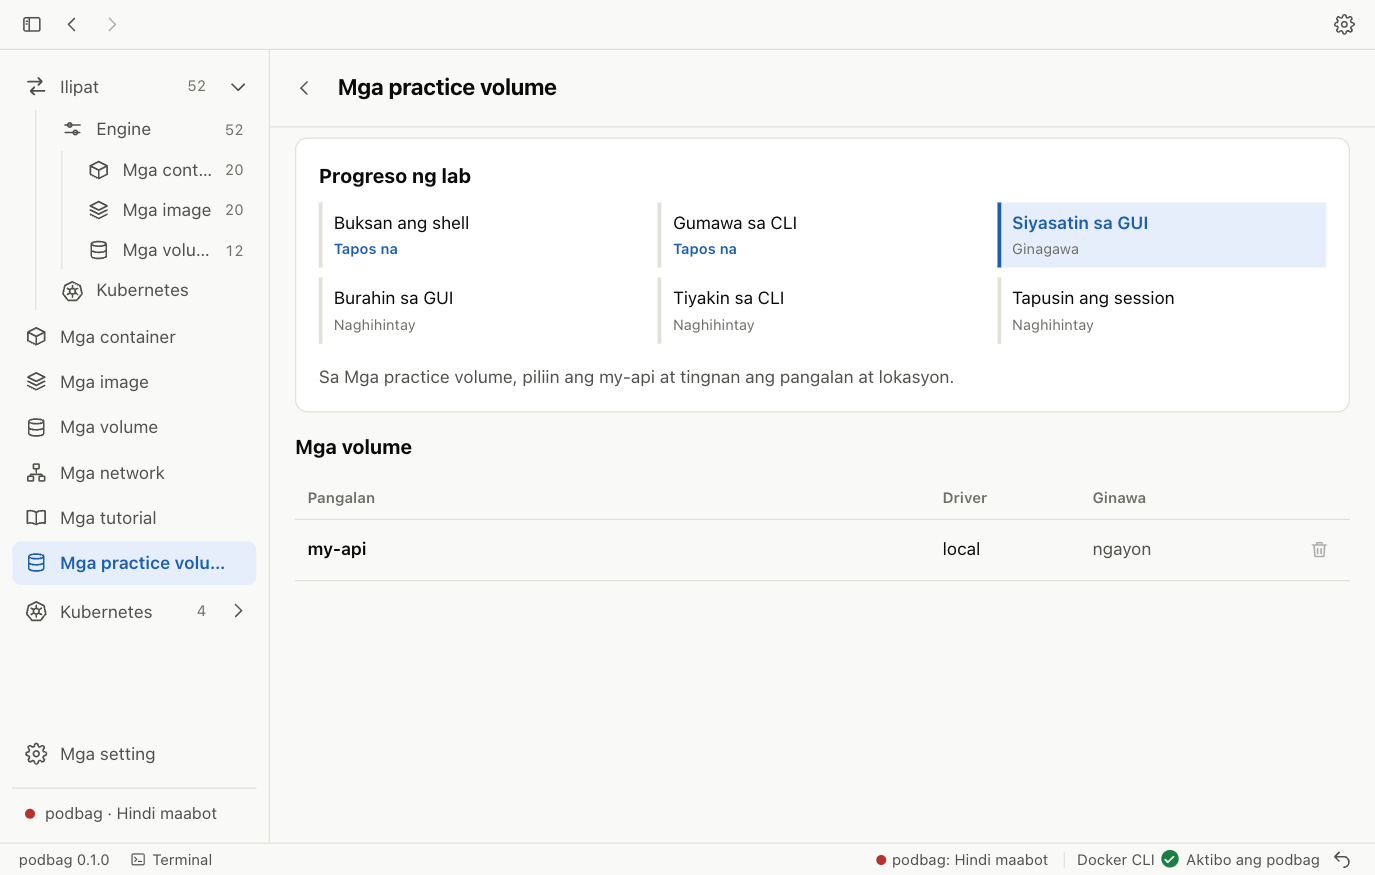 Ilipat 52
Engine 52
Mga cont... 20
Mga image 20
Mga volu... 12
Kubernetes
Mga container
Mga image
Mga volume
Mga network
Mga tutorial
Mga practice volu...
Kubernetes 4
Mga setting
podbag · Hindi maabot
Mga practice volume
Progreso ng lab
Buksan ang shell
Tapos na
Gumawa sa CLI
Tapos na
Siyasatin sa GUI
Ginagawa
Burahin sa GUI
Naghihintay
Tiyakin sa CLI
Naghihintay
Tapusin ang session
Naghihintay
Sa Mga practice volume, piliin ang my-api at tingnan ang pangalan at lokasyon.
Mga volume
Pangalan Driver Ginawa
my-api local ngayon
podbag 0.1.0 Terminal podbag: Hindi maabot Docker CLI Aktibo ang podbag